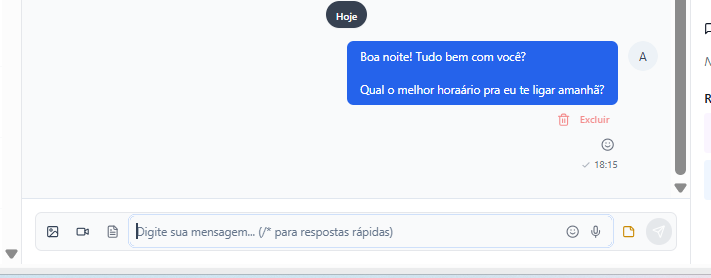 Hoje
Boa noite! Tudo bem com você?
A
Qual o melhor horaário pra eu te ligar amanhã?
Excluir
18:15
Digite sua mensagem... (/* para respostas rápidas)